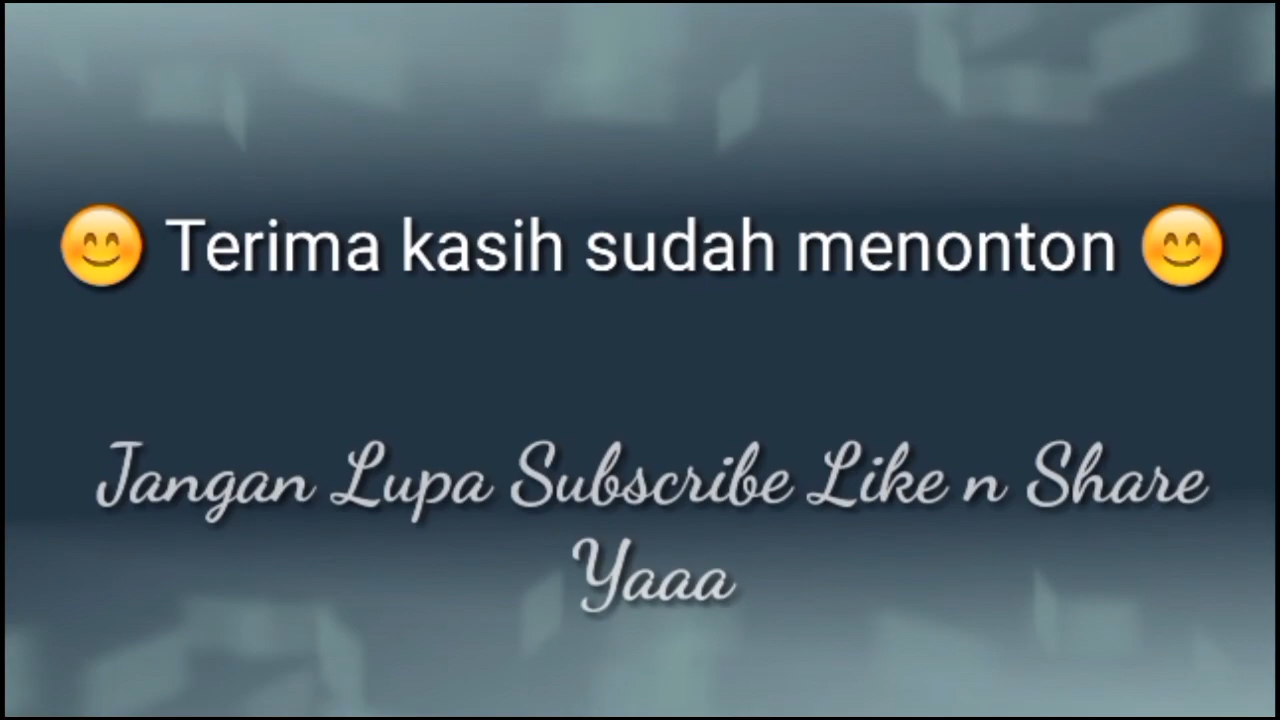 😊 Terima kasih sudah menonton 😊
Jangan Lupa Subscribe Like n Share
Yaaa